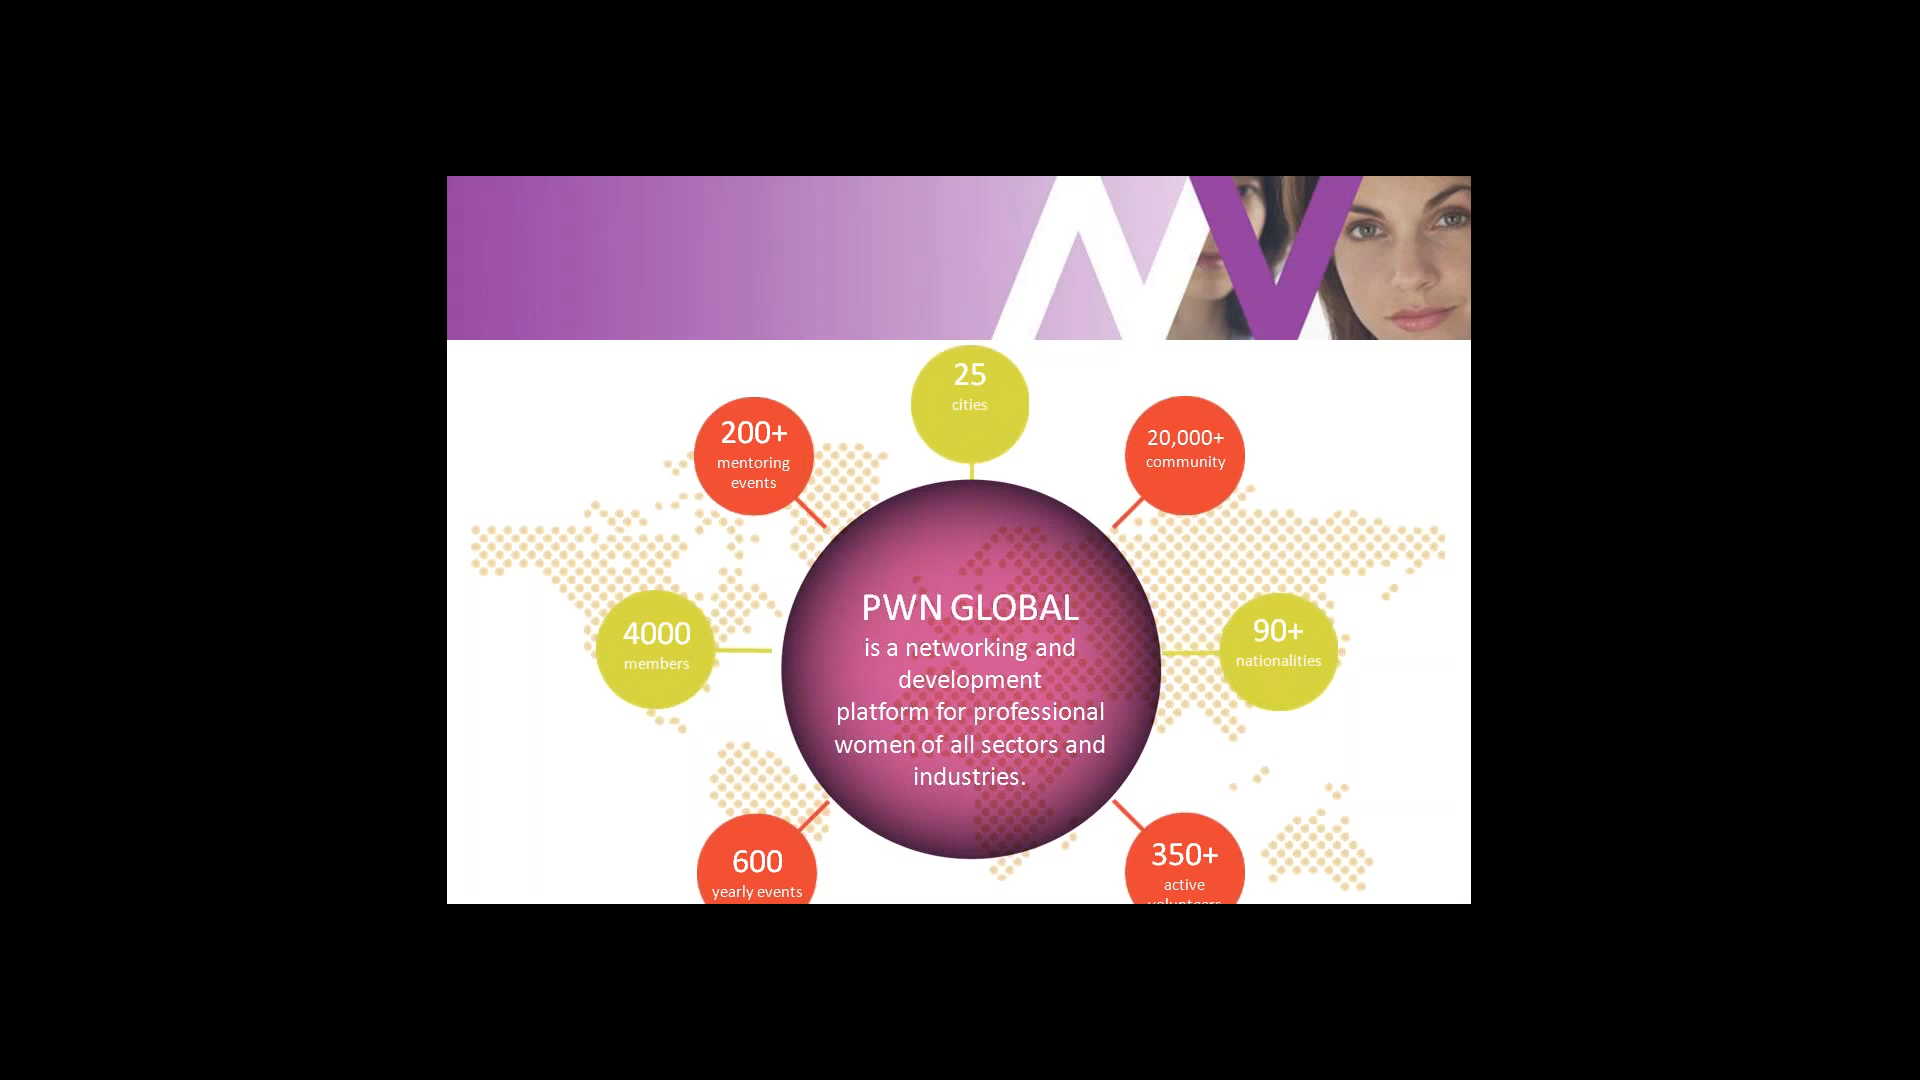 25
cities
200+
mentoring
events
20,000+
community
4000
members
PWN GLOBAL
is a networking and
development
platform for professional
women of all sectors and
industries.
90+
nationalities
600
yearly events
350+
active
volunteers